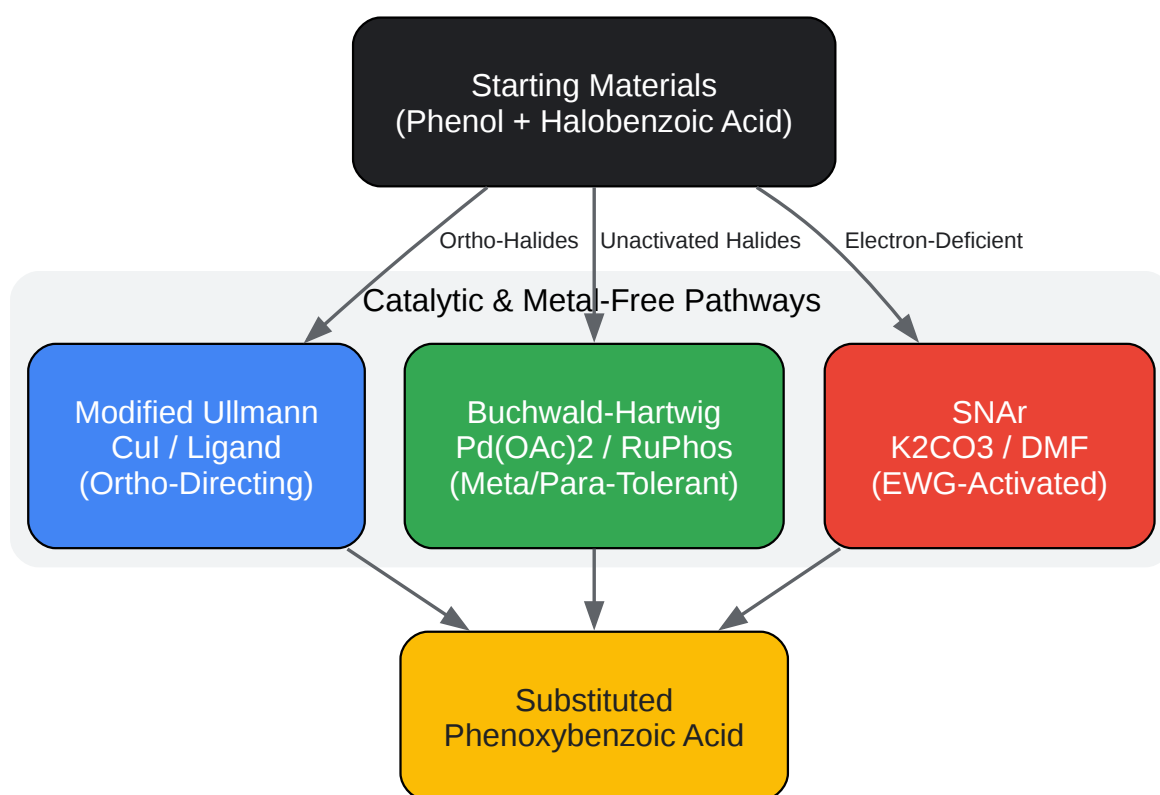 Starting Materials
(Phenol + Halobenzoic Acid)
Ortho-Halides
Unactivated Halides
Electron-Deficient
Catalytic & Metal-Free Pathways
Modified Ullmann
CuI / Ligand
(Ortho-Directing)
Buchwald-Hartwig
Pd(OAc)2 / RuPhos
(Meta/Para-Tolerant)
SNAr
K2CO3 / DMF
(EWG-Activated)
Substituted
Phenoxybenzoic Acid